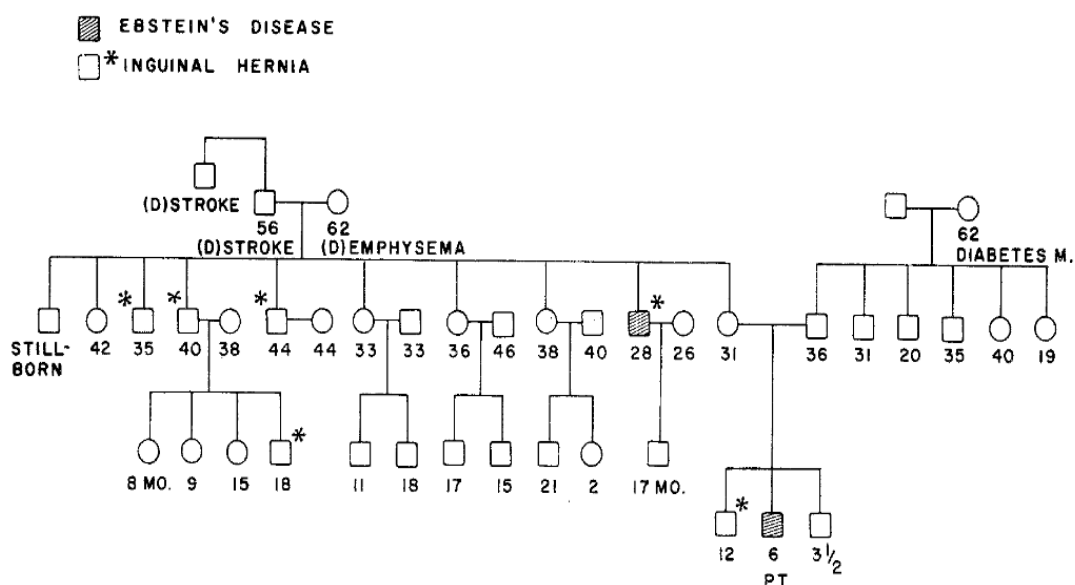 EBSTEIN'S DISEASE
* INGUINAL HERNIA
(D)STROKE
56 62 62
(D)STROKE (D)EMPHYSEMA DIABETES M.
* * * *
42 35 40 38 44 44 33 33 36 46 38 40 28 26 31 36 31 20 35 40 19
STILL-
BORN
*
8 MO. 9 15 18 11 18 17 15 21 2 17 MO.
*
12 6 3 1/2
PT